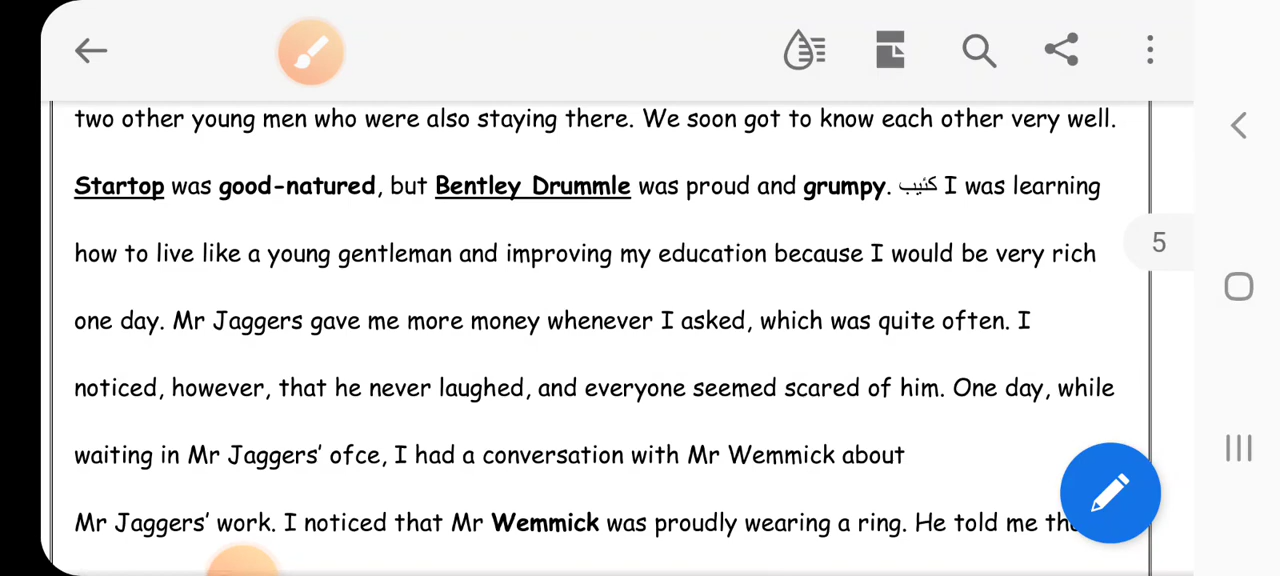 two other young men who were also staying there. We soon got to know each other very well.
Startop was good-natured, but Bentley Drummle was proud and grumpy. كئيب I was learning
how to live like a young gentleman and improving my education because I would be very rich
5
one day. Mr Jaggers gave me more money whenever I asked, which was quite often. I
noticed, however, that he never laughed, and everyone seemed scared of him. One day, while
waiting in Mr Jaggers' ofce, I had a conversation with Mr Wemmick about
Mr Jaggers' work. I noticed that Mr Wemmick was proudly wearing a ring. He told me